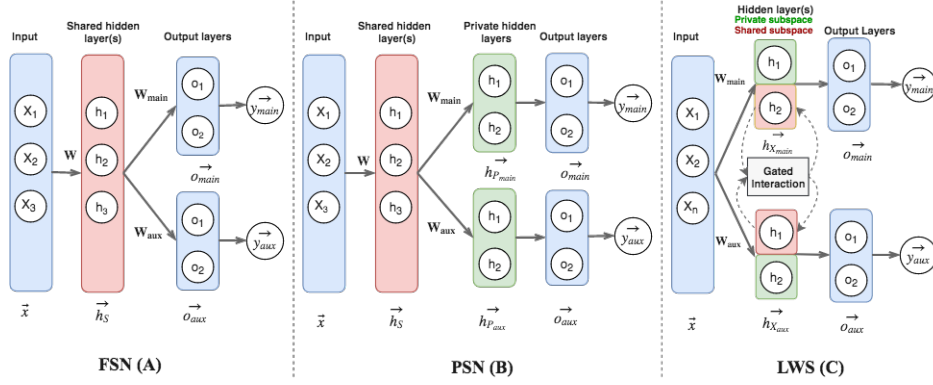 Input
Shared hidden
layer(s)
Output layers
X1
X2
X3
W
h1
h2
h3
Wmain
Waux
o1
o2
ymain
omain
o1
o2
yaux
x
hS
oaux
FSN (A)
Input
Shared hidden
layer(s)
Private hidden
layers
Output layers
X1
X2
X3
W
h1
h2
h3
Wmain
Waux
h1
h2
hPmain
o1
o2
omain
ymain
h1
h2
o1
o2
yaux
x
hS
hPaux
oaux
PSN (B)
Input
Hidden layer(s)
Private subspace
Shared subspace
Output Layers
X1
X2
Xn
Wmain
Waux
h1
h2
hXmain
o1
o2
omain
ymain
Gated
Interaction
h1
h2
o1
o2
yaux
x
hXaux
oaux
LWS (C)